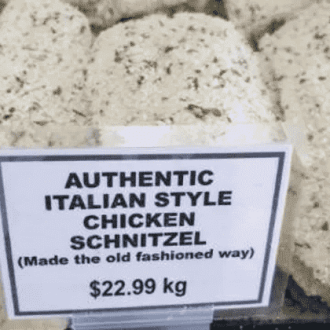 AUTHENTIC
ITALIAN STYLE
CHICKEN
SCHNITZEL
(Made the old fashioned way)
$22.99 kg